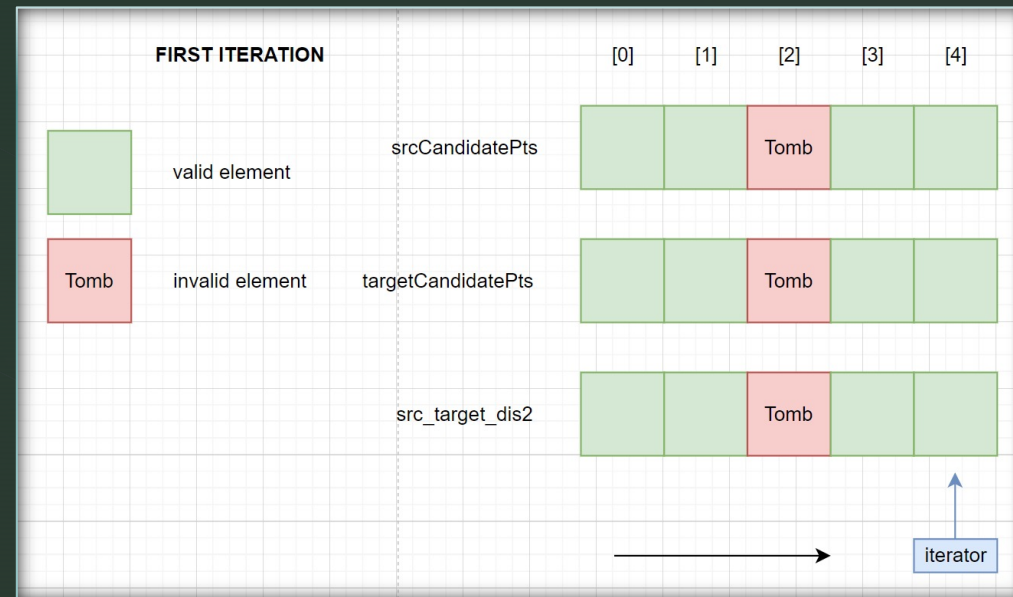 FIRST ITERATION
[0] [1] [2] [3] [4]
srcCandidatePts
Tomb
valid element
Tomb
invalid element
targetCandidatePts
Tomb
src_target_dis2
Tomb
iterator